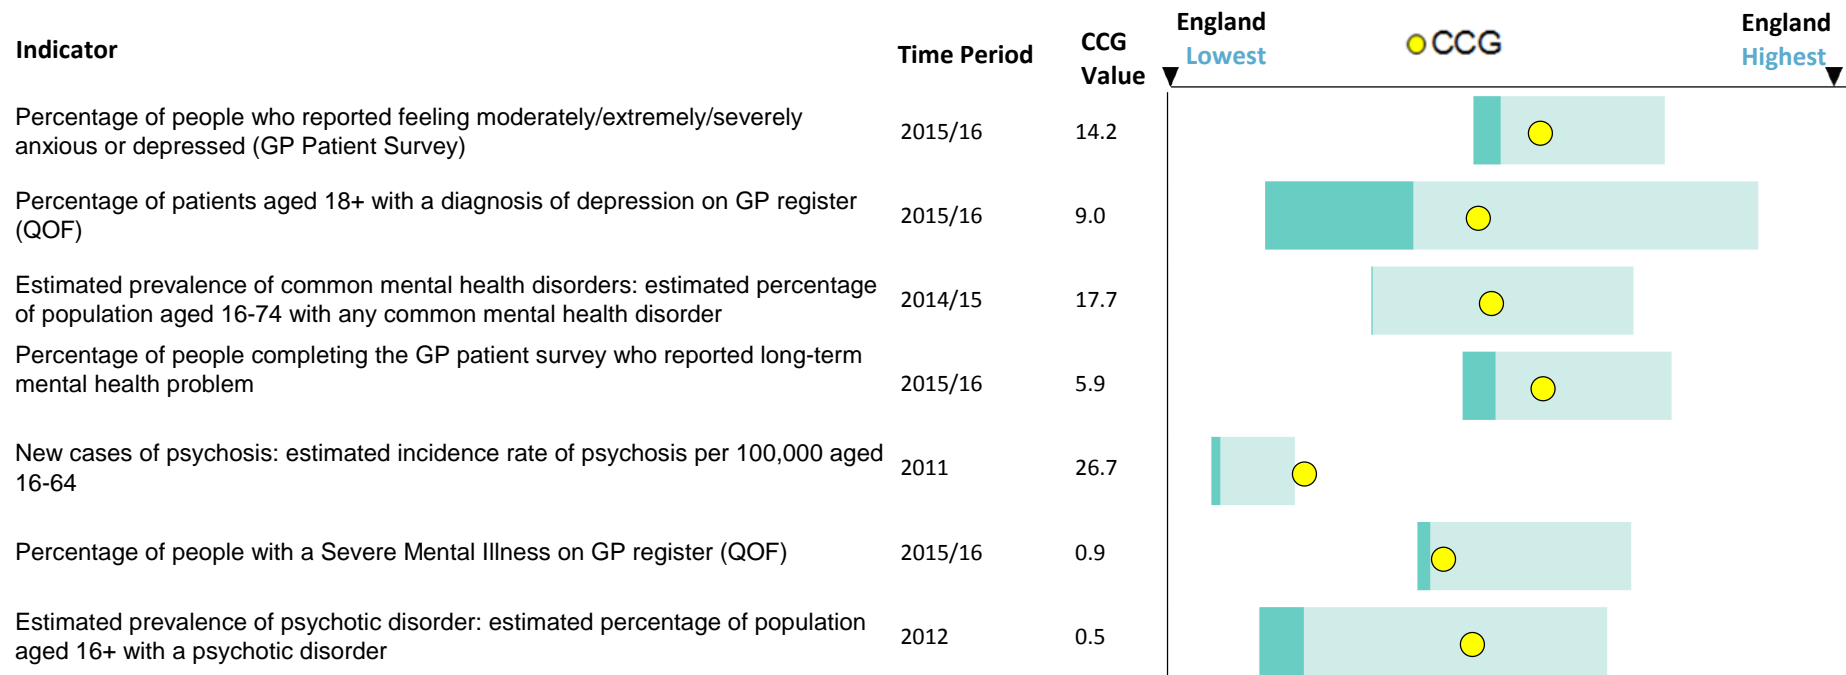 Indicator
Time Period
CCG
Value
England
Lowest
CCG
England
Highest
Percentage of people who reported feeling moderately/extremely/severely
anxious or depressed (GP Patient Survey)
2015/16
14.2
Percentage of patients aged 18+ with a diagnosis of depression on GP register
(QOF)
2015/16
9.0
Estimated prevalence of common mental health disorders: estimated percentage
of population aged 16-74 with any common mental health disorder
2014/15
17.7
Percentage of people completing the GP patient survey who reported long-term
mental health problem
2015/16
5.9
New cases of psychosis: estimated incidence rate of psychosis per 100,000 aged
16-64
2011
26.7
Percentage of people with a Severe Mental Illness on GP register (QOF)
2015/16
0.9
Estimated prevalence of psychotic disorder: estimated percentage of population
aged 16+ with a psychotic disorder
2012
0.5